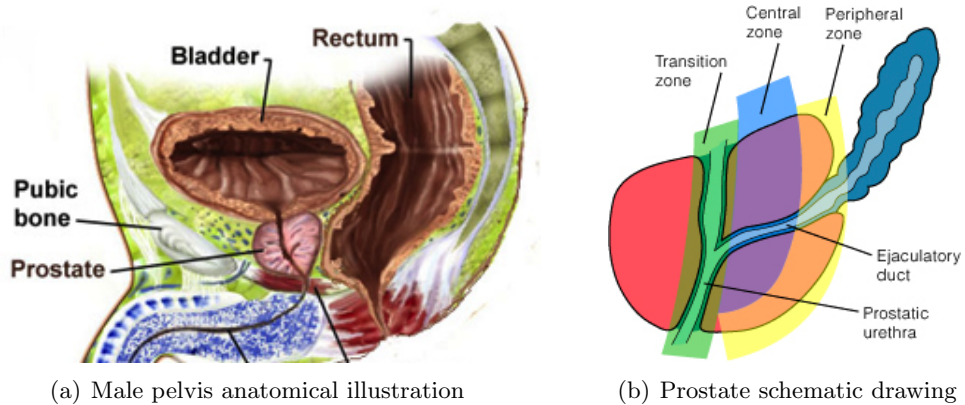 Rectum
Bladder
Pubic
bone
Prostate
(a) Male pelvis anatomical illustration
Central
zone
Peripheral
zone
Transition
zone
Ejaculatory
duct
Prostatic
urethra
(b) Prostate schematic drawing